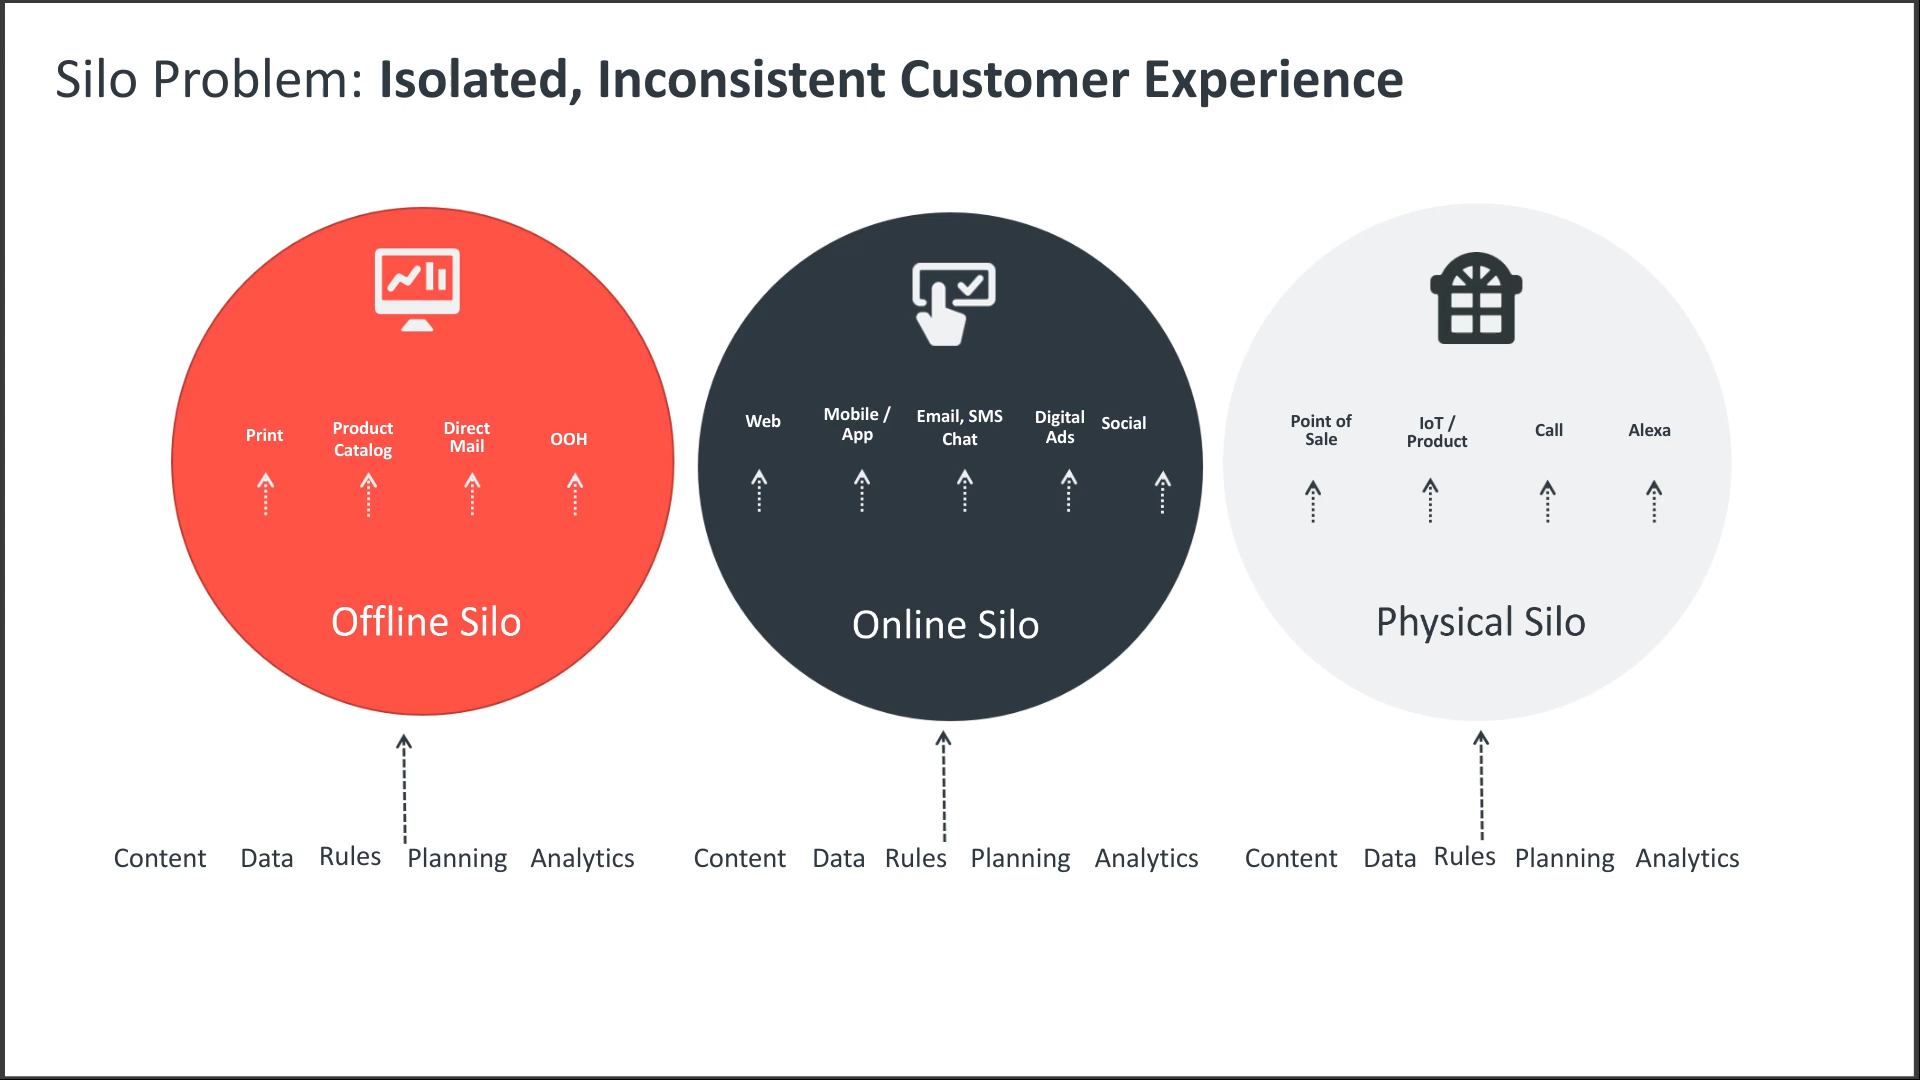 Silo Problem: Isolated, Inconsistent Customer Experience
Print
Product
Catalog
Direct
Mail
OOH
Offline Silo
Web
Mobile /
App
Email, SMS
Chat
Digital
Ads
Social
Online Silo
Point of
Sale
IoT /
Product
Call
Alexa
Physical Silo
Content Data Rules Planning Analytics
Content Data Rules Planning Analytics
Content Data Rules Planning Analytics